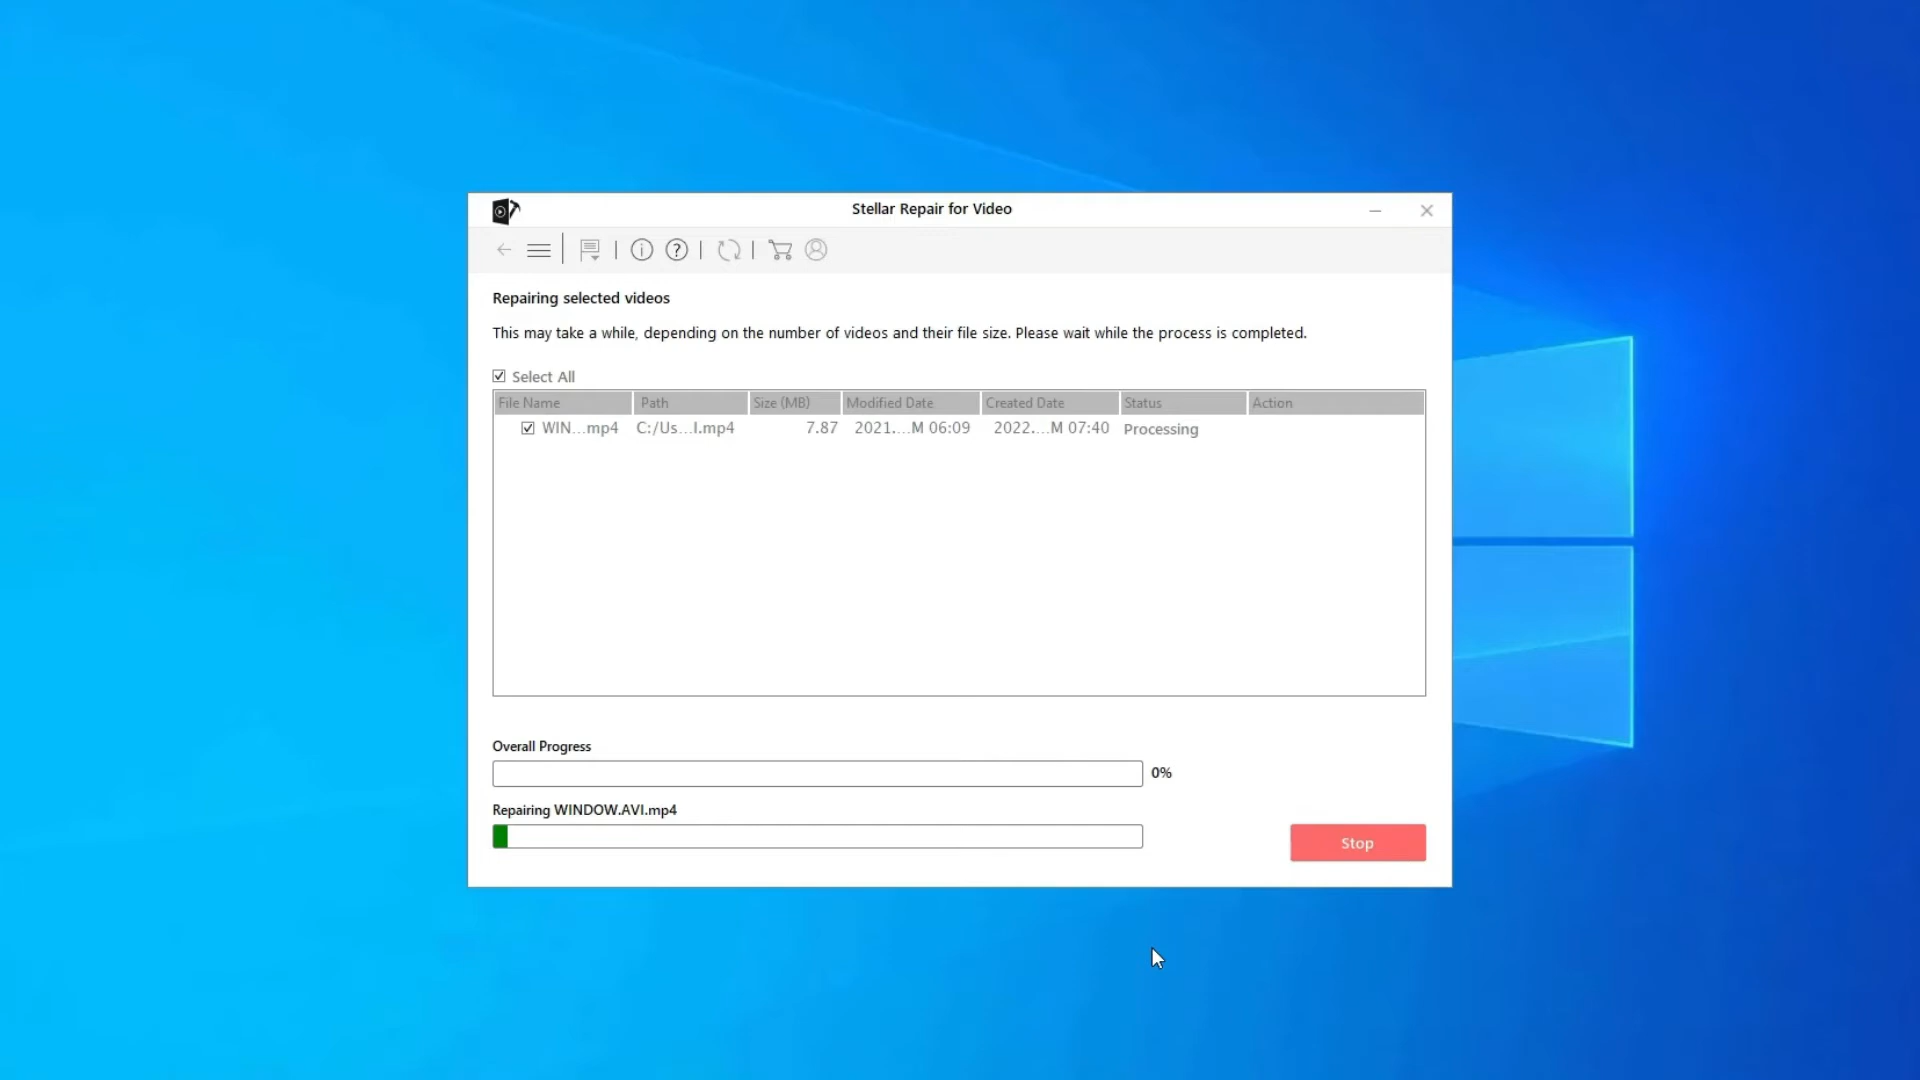 Stellar Repair for Video
Repairing selected videos
This may take a while, depending on the number of videos and their file size. Please wait while the process is completed.
Select All
File Name Path Size (MB) Modified Date Created Date Status Action
WIN...mp4 C:/Us...I.mp4 7.87 2021....M 06:09 2022....M 07:40 Processing
Overall Progress
0%
Repairing WINDOW.AVI.mp4
Stop